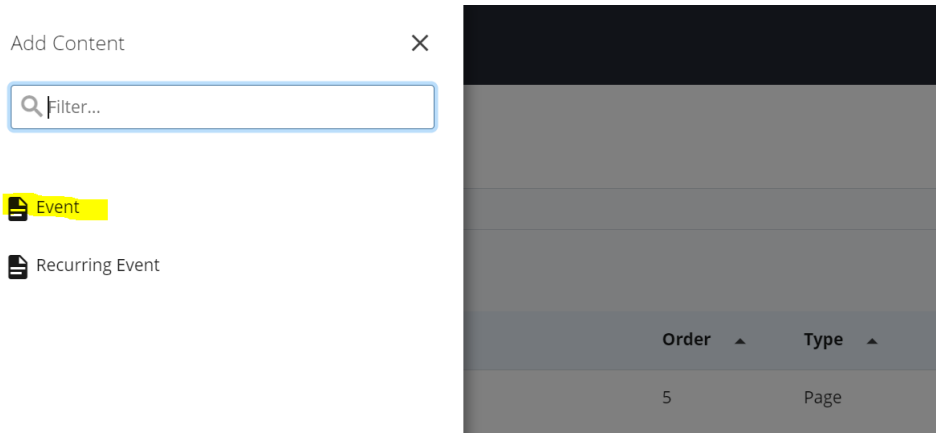 Add Content
Filter...
Event
Recurring Event
Order Type
5 Page